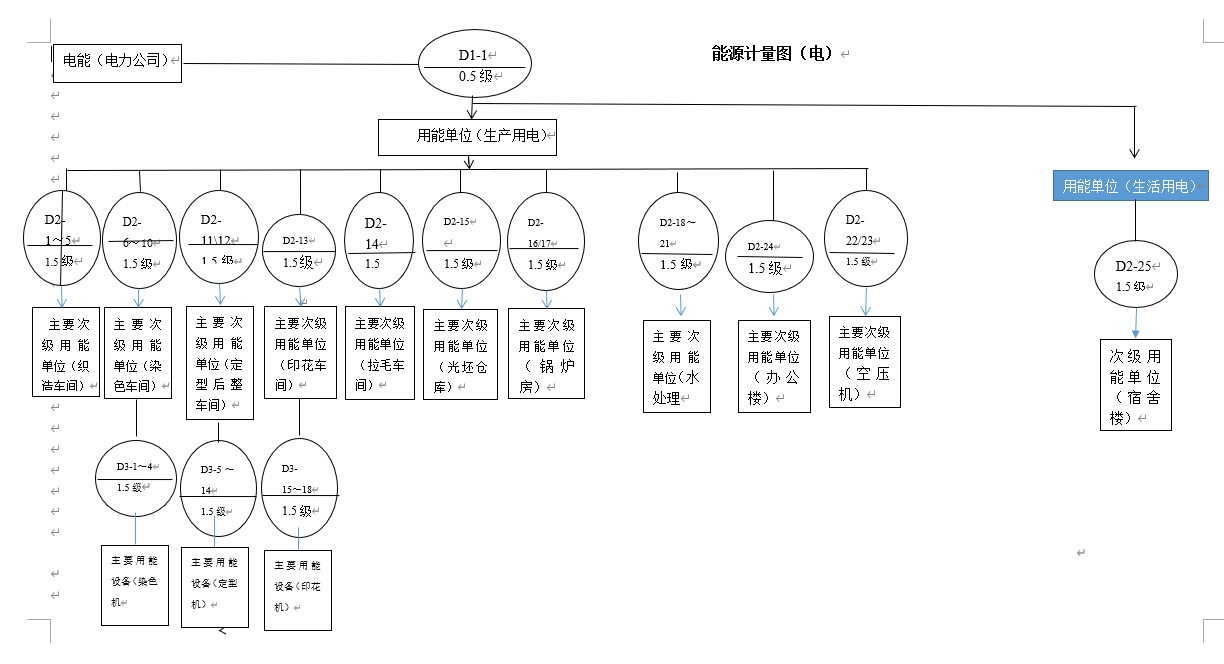 能源计量图（电）
电能（电力公司）
D1-1
0.5 级
用能单位（生产用电）
用能单位（生活用电）
D2-
1～5
1.5 级
D2-
6～10
1.5 级
D2-
11\12
1.5 级
D2-13
1.5级
D2-
14
1.5
D2-15
1.5 级
D2-
16/17
1.5 级
D2-18～
21
1.5 级
D2-24
1.5 级
D2-
22/23
1.5 级
D2-25
1.5 级
主要次
级用能
单位（织
造车间）
主要次
级用能
单位（染
色车间）
主要次
级用能
单位（定
型后整
车间）
主要次级
用能单位
（印花车
间）
主要次级
用能单位
（拉毛车
间）
主要次级
用能单位
（光坯仓
库）
主要次级
用能单位
（锅炉
房）
主要次
级用能
单位（水
处理
主要次级
用能单位
（办公
楼）
主要次级
用能单位
（空压
机）
次级用
能单位
（宿舍
楼）
D3-1～4
1.5 级
D3-5～
14
1.5 级
D3-
15～18
1.5 级
主要用能
设备（染色
机
主要用能
设备（定型
机）
主要用能
设备（印花
机）